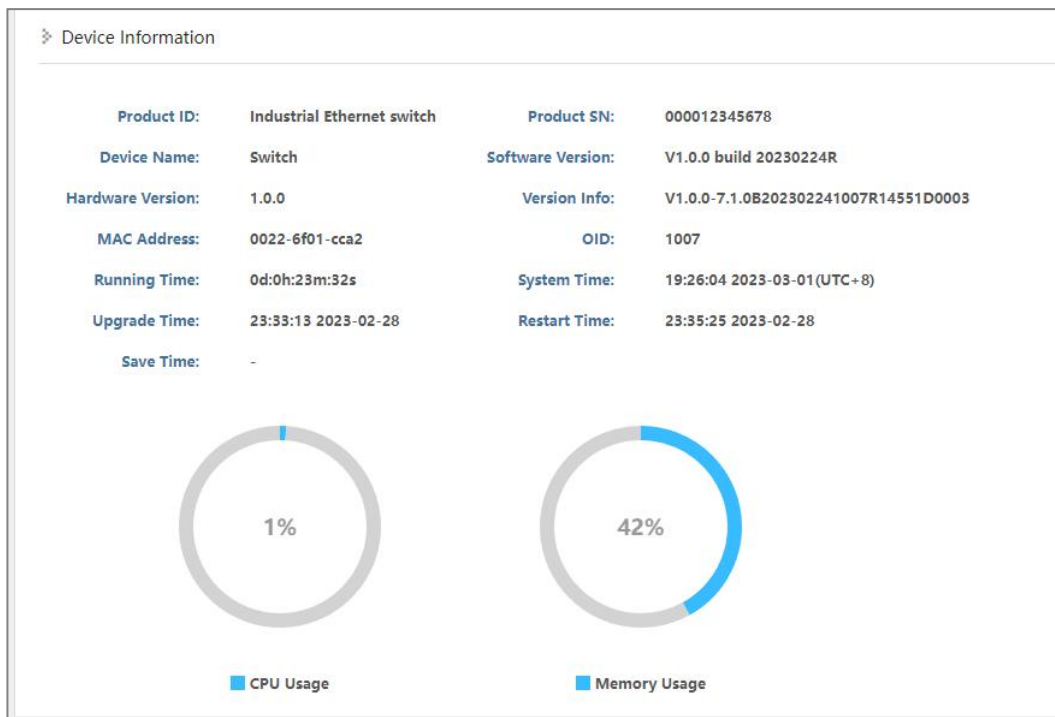 Device Information
Product ID: Industrial Ethernet switch Product SN: 000012345678
Device Name: Switch Software Version: V1.0.0 build 20230224R
Hardware Version: 1.0.0 Version Info: V1.0.0-7.1.0B202302241007R14551D0003
MAC Address: 0022-6f01-cca2 OID: 1007
Running Time: 0d:0h:23m:32s System Time: 19:26:04 2023-03-01(UTC+8)
Upgrade Time: 23:33:13 2023-02-28 Restart Time: 23:35:25 2023-02-28
Save Time: -
1% 42%
CPU Usage Memory Usage